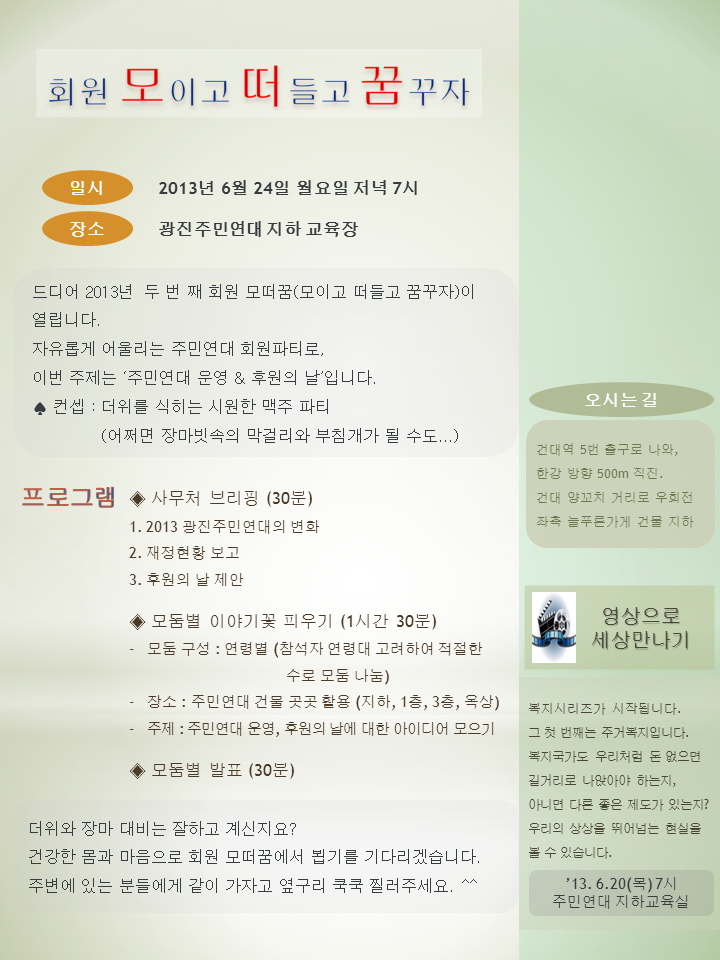 회원 모이고 떠들고 꿈꾸자
일시 2013년 6월 24일 월요일 저녁 7시
장소 광진주민연대 지하 교육장
드디어 2013년 두 번 째 회원 모떠꿈(모이고 떠들고 꿈꾸자)이
열립니다.
자유롭게 어울리는 주민연대 회원파티로,
이번 주제는 ‘주민연대 운영 & 후원의 날’입니다.
♠ 컨셉 : 더위를 식히는 시원한 맥주 파티
(어쩌면 장마빗속의 막걸리와 부침개가 될 수도...)
프로그램 ◈ 사무처 브리핑 (30분)
1. 2013 광진주민연대의 변화
2. 재정현황 보고
3. 후원의 날 제안
◈ 모둠별 이야기꽃 피우기 (1시간 30분)
- 모둠 구성 : 연령별 (참석자 연령대 고려하여 적절한
수로 모둠 나눔)
- 장소 : 주민연대 건물 곳곳 활용 (지하, 1층, 3층, 옥상)
- 주제 : 주민연대 운영, 후원의 날에 대한 아이디어 모으기
◈ 모둠별 발표 (30분)
더위와 장마 대비는 잘하고 계신지요?
건강한 몸과 마음으로 회원 모떠꿈에서 뵙기를 기다리겠습니다.
주변에 있는 분들에게 같이 가자고 옆구리 쿡쿡 찔러주세요. ^^
오시는 길
건대역 5번 출구로 나와,
한강 방향 500m 직진.
건대 양꼬치 거리로 우회전
좌측 늘푸른가게 건물 지하
영상으로
세상만나기
복지시리즈가 시작됩니다.
그 첫 번째는 주거복지입니다.
복지국가도 우리처럼 돈 없으면
길거리로 나앉아야 하는지,
아니면 다른 좋은 제도가 있는지?
우리의 상상을 뛰어넘는 현실을
볼 수 있습니다.
’13. 6.20(목) 7시
주민연대 지하교육실